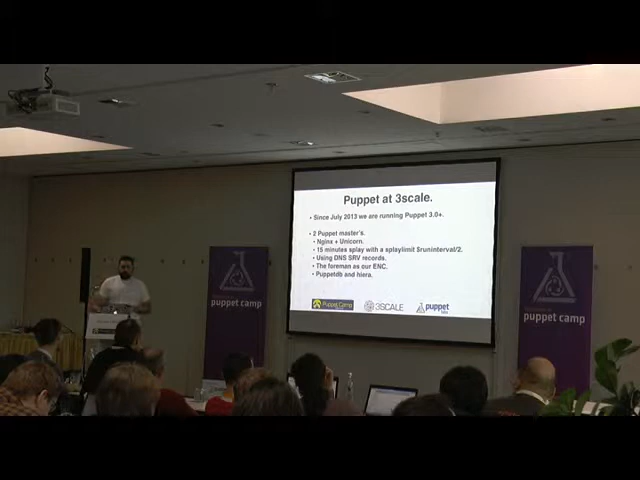 Puppet at 3scale.
• Since July 2013 we are running Puppet 3.0+.
• 2 Puppet master's.
• Nginx + Unicorn.
• 15 minutes splay with a splaylimit $runinterval/2.
• Using DNS SRV records.
• The foreman as our ENC.
• Puppetdb and hiera.
Puppet Camp
3SCALE
puppet
labs
puppet camp
puppet camp